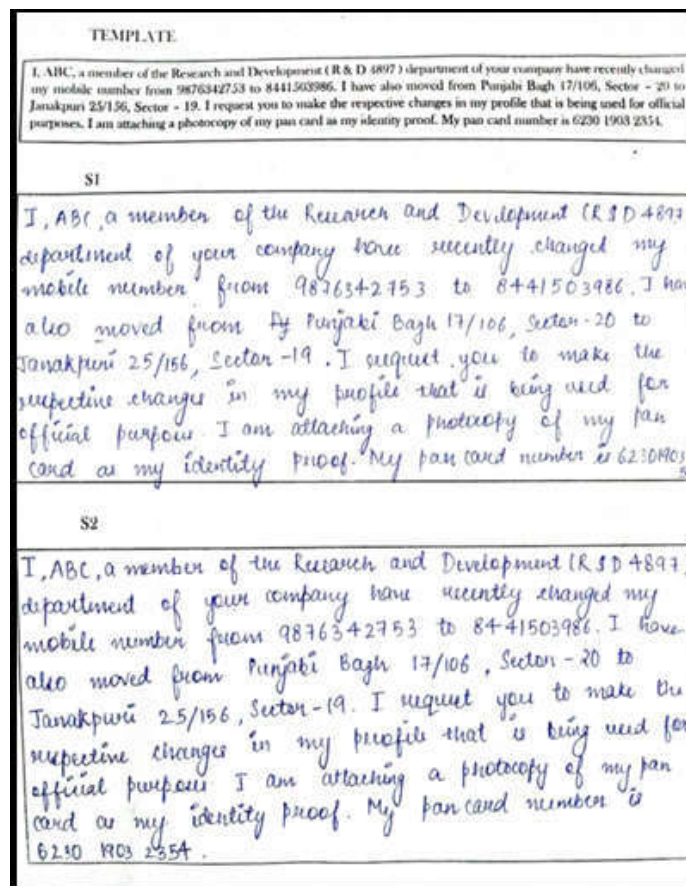 TEMPLATE
I, ABC, a member of the Research and Development ( R & D 4897 ) department of your company have recently changed
my mobile number from 9876342753 to 8441503986. I have also moved from Punjabi Bagh 17/106, Sector - 20 to
Janakpuri 25/156, Sector - 19. I request you to make the respective changes in my profile that is being used for official
purposes. I am attaching a photocopy of my pan card as my identity proof. My pan card number is 6230 1903 2354.
S1
I, ABC, a member of the Research and Development (R & D 4897
department of your company have recently changed my
mobile number from 9876342753 to 8441503986. I hav
also moved from Punjabi Bagh 17/106, Sector-20 to
Janakpuri 25/156, Sector -19. I request you to make the
respective changes in my profile that is being used for
official purpose I am attaching a photocopy of my pan
card as my identity proof. My pan card number is 62301903
S2
I, ABC, a member of the Research and Development (R & D 4897
department of your company have recently changed my
mobile number from 9876342753 to 8441503986. I have
also moved from Punjabi Bagh 17/106, Sector - 20 to
Janakpuri 25/156, Sector-19. I request you to make the
respective changes in my profile that is being used for
official purpose I am attaching a photocopy of my pan
card as my identity proof. My pan card number is
6230 1903 2354.